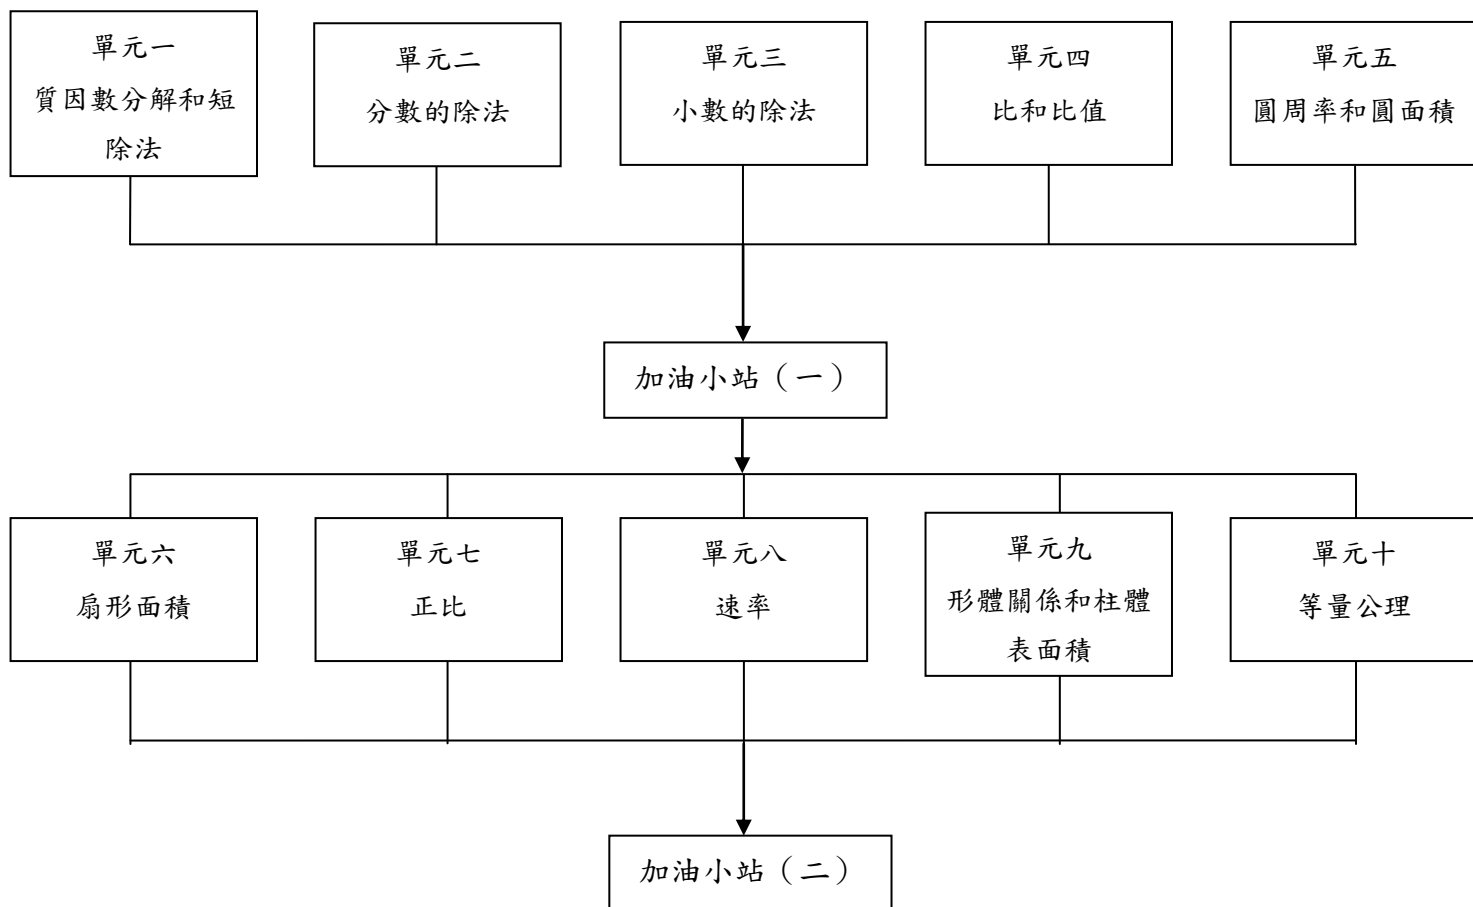 單元一
質因數分解和短
除法
單元二
分數的除法
單元三
小數的除法
單元四
比和比值
單元五
圓周率和圓面積
加油小站（一）
單元六
扇形面積
單元七
正比
單元八
速率
單元九
形體關係和柱體
表面積
單元十
等量公理
加油小站（二）